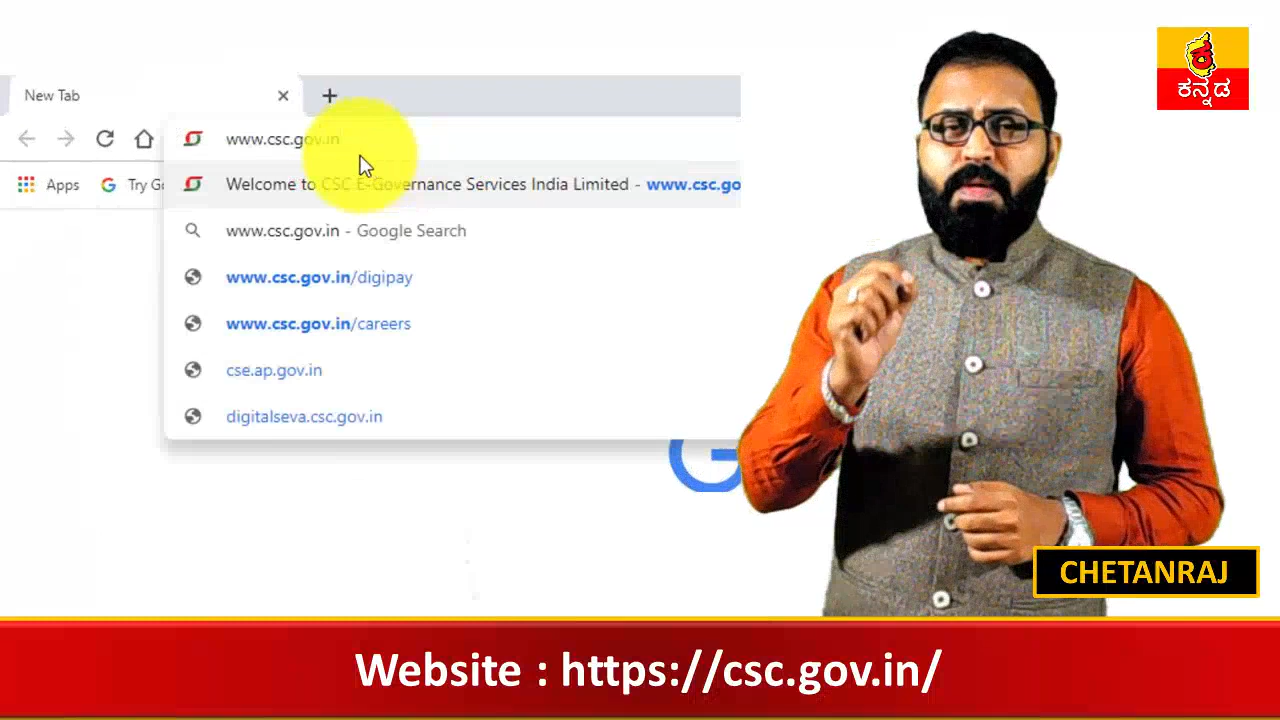 New Tab
www.csc.gov.in
Apps
Try Go
Welcome to CSC E-Governance Services India Limited - www.csc.go
www.csc.gov.in - Google Search
www.csc.gov.in/digipay
www.csc.gov.in/careers
cse.ap.gov.in
digitalseva.csc.gov.in
G
ಕ
ಕನ್ನಡ
CHETANRAJ
Website : https://csc.gov.in/